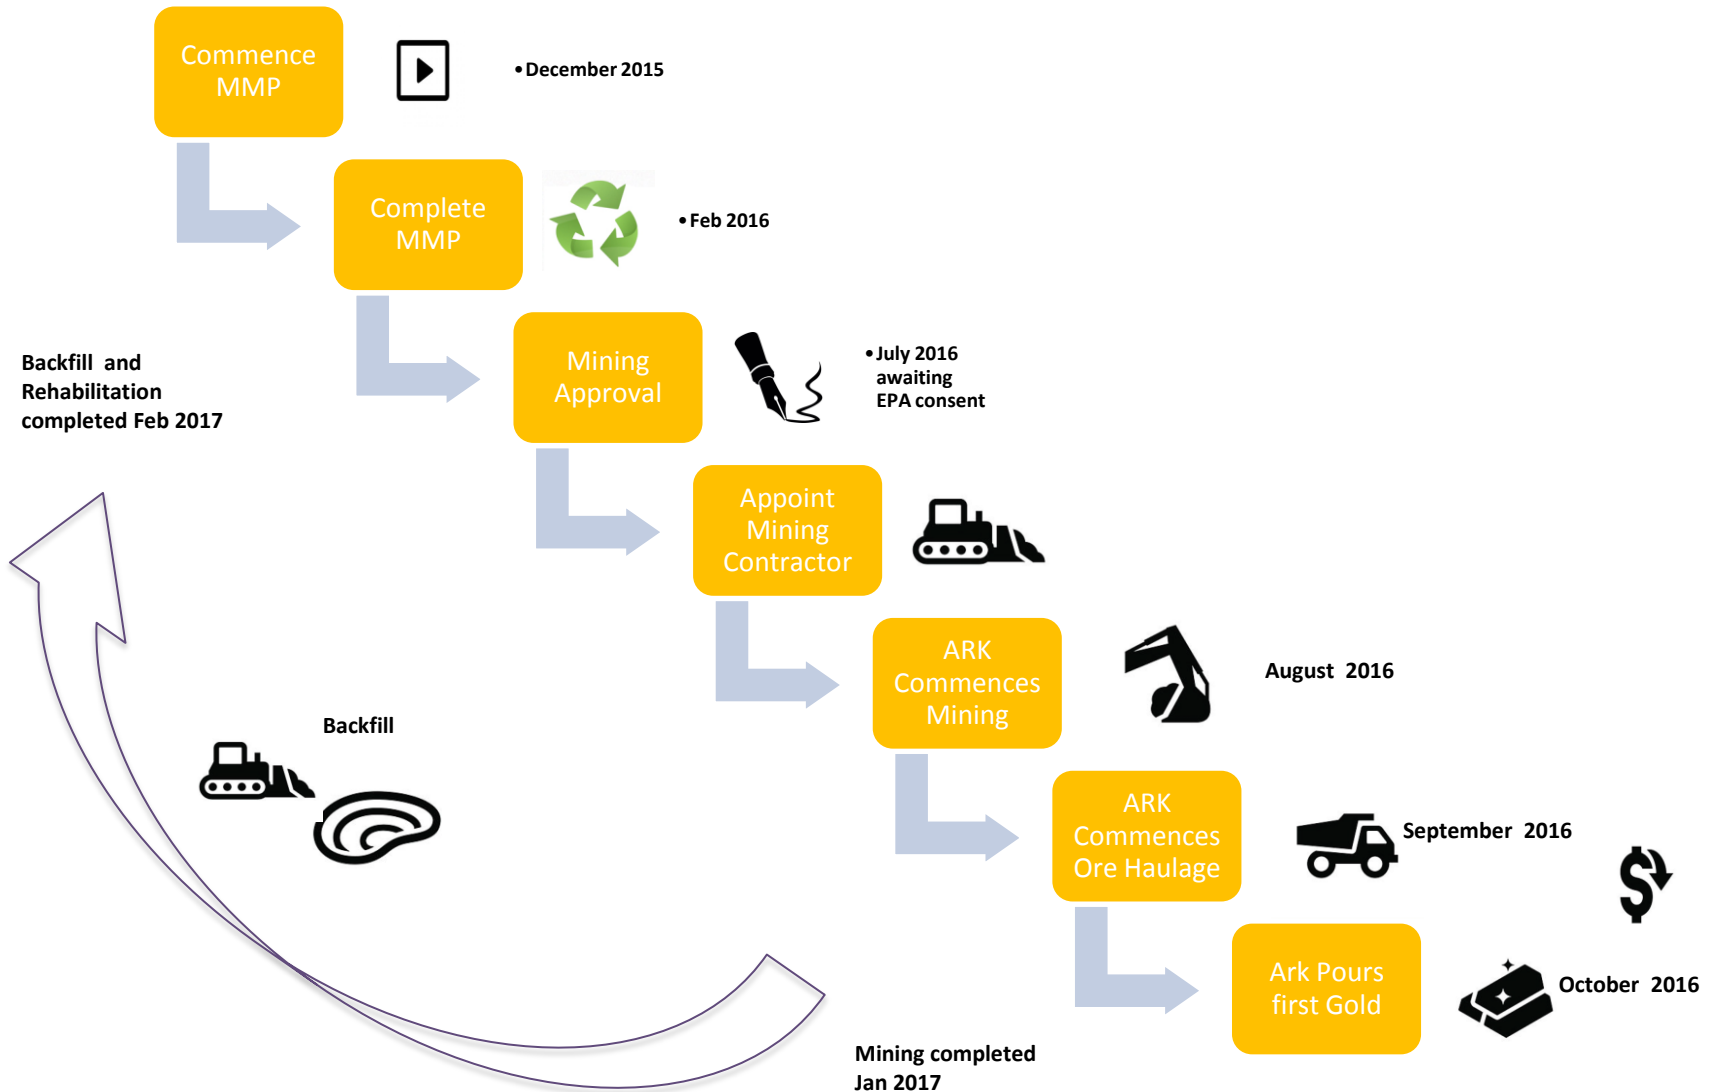 Commence
MMP
• December 2015
Complete
MMP
• Feb 2016
Mining
Approval
• July 2016
awaiting
EPA consent
Backfill and
Rehabilitation
completed Feb 2017
Appoint
Mining
Contractor
ARK
Commences
Mining
August 2016
Backfill
ARK
Commences
Ore Haulage
September 2016
$
Ark Pours
first Gold
October 2016
Mining completed
Jan 2017